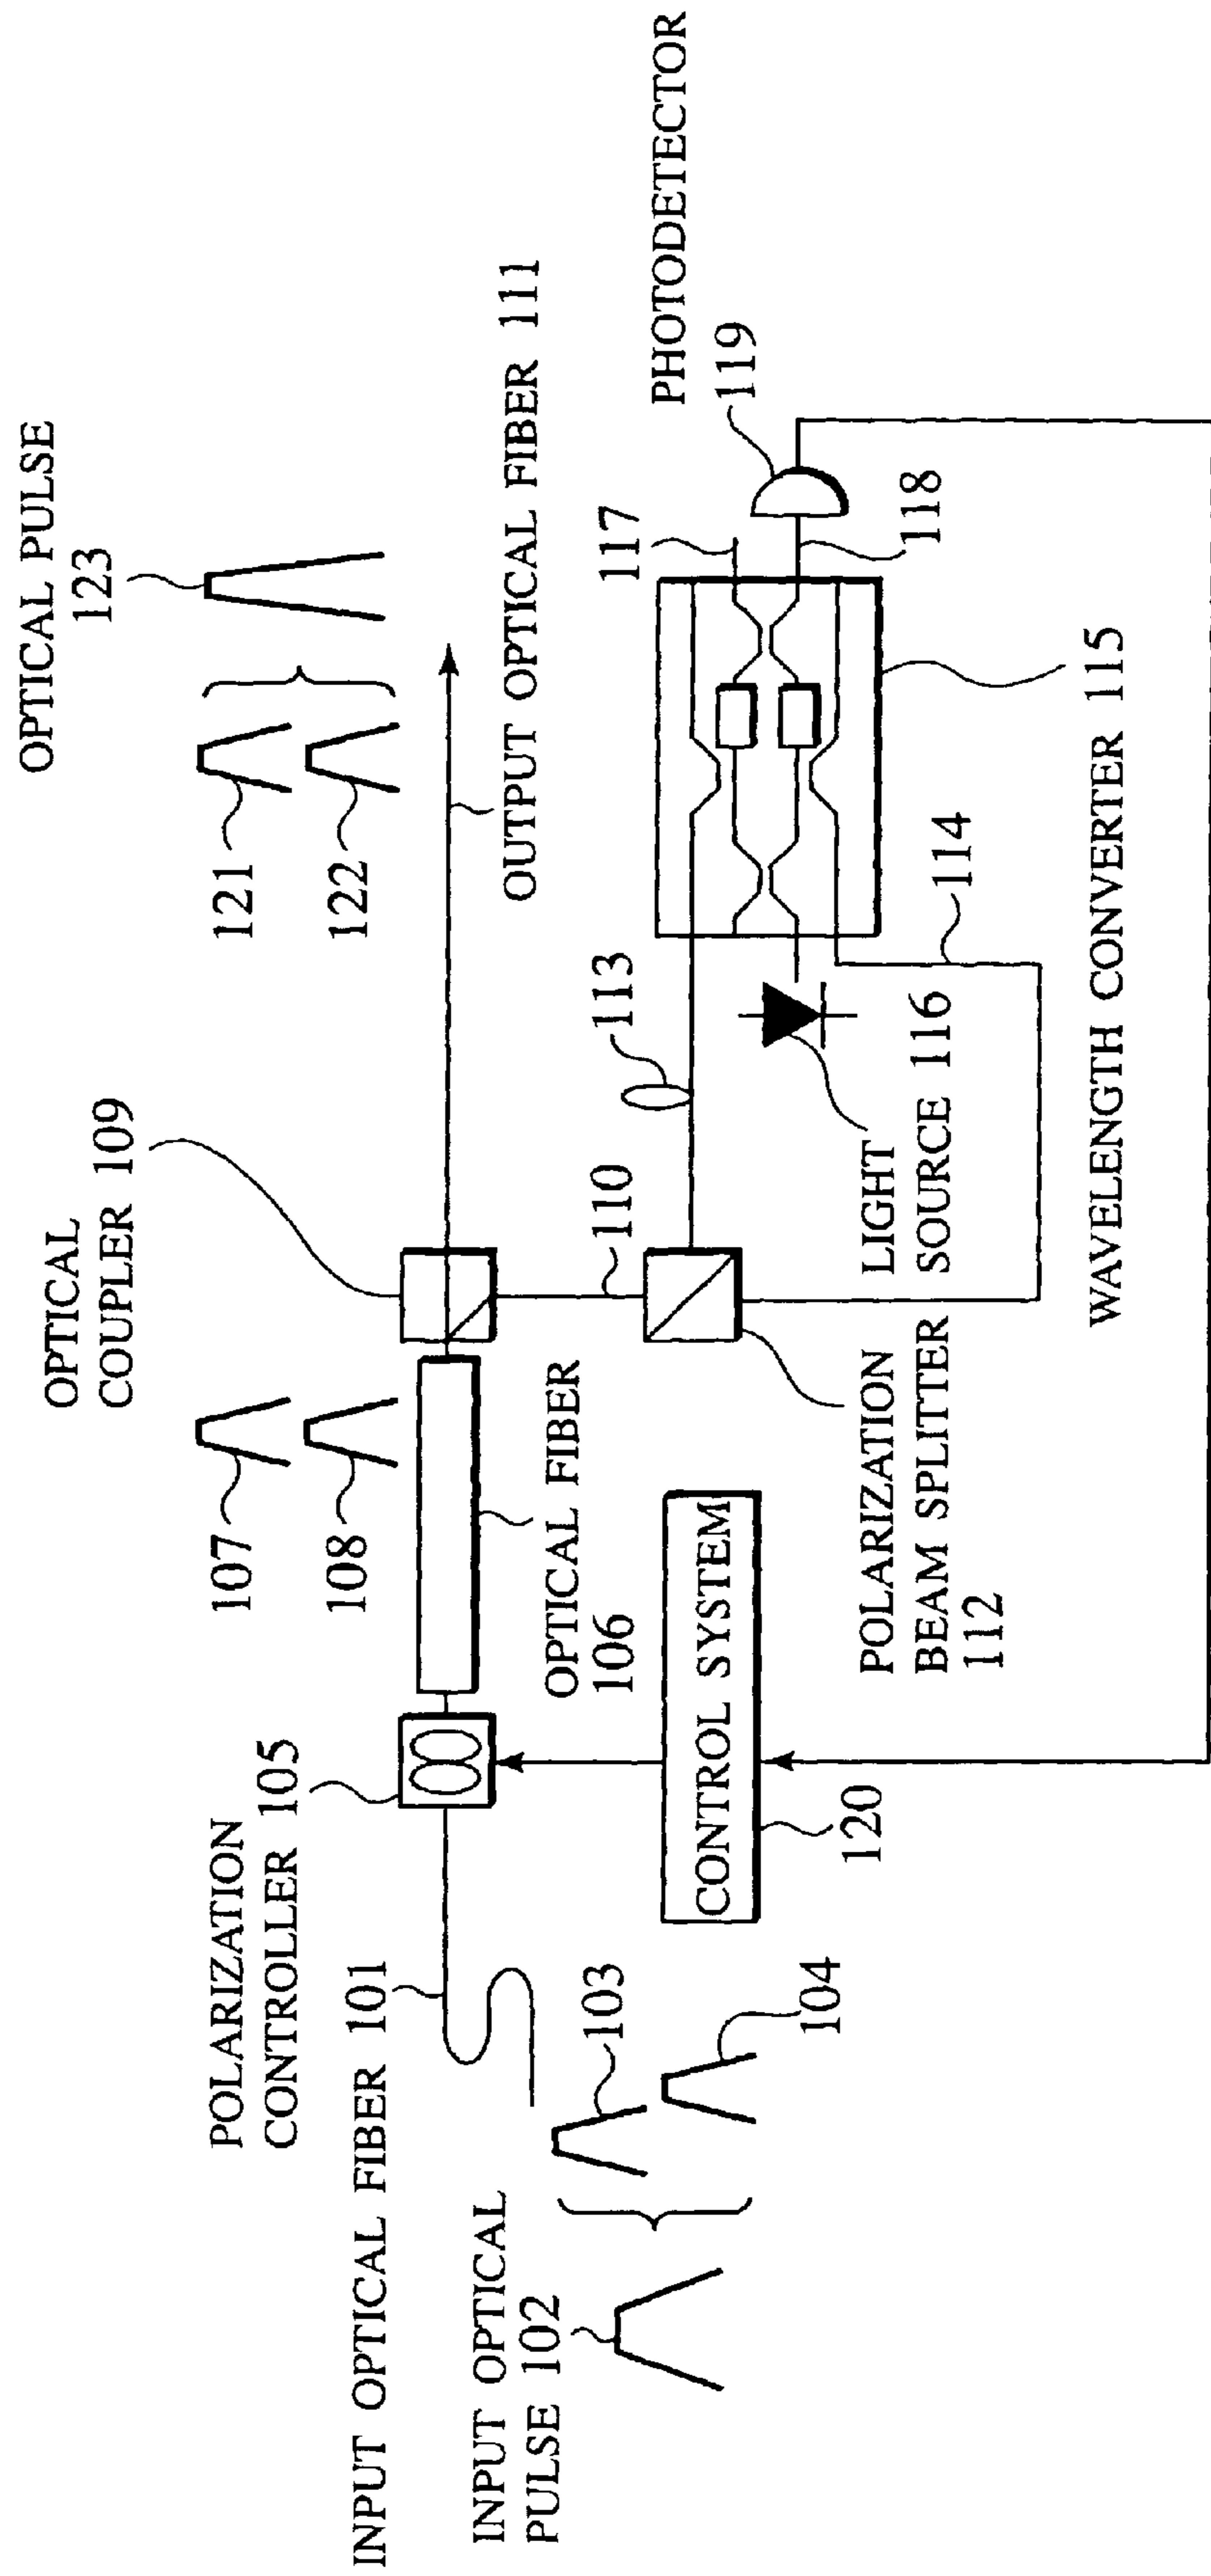 OPTICAL PULSE
123
121
122
OPTICAL
COUPLER 109
107
108
POLARIZATION
CONTROLLER 105
INPUT OPTICAL FIBER 101
INPUT OPTICAL
PULSE 102
103
104
OPTICAL FIBER
106
OUTPUT OPTICAL FIBER 111
CONTROL SYSTEM
120
110
113
POLARIZATION
BEAM SPLITTER
112
LIGHT
SOURCE 116
114
117
118
PHOTODETECTOR
119
WAVELENGTH CONVERTER 115